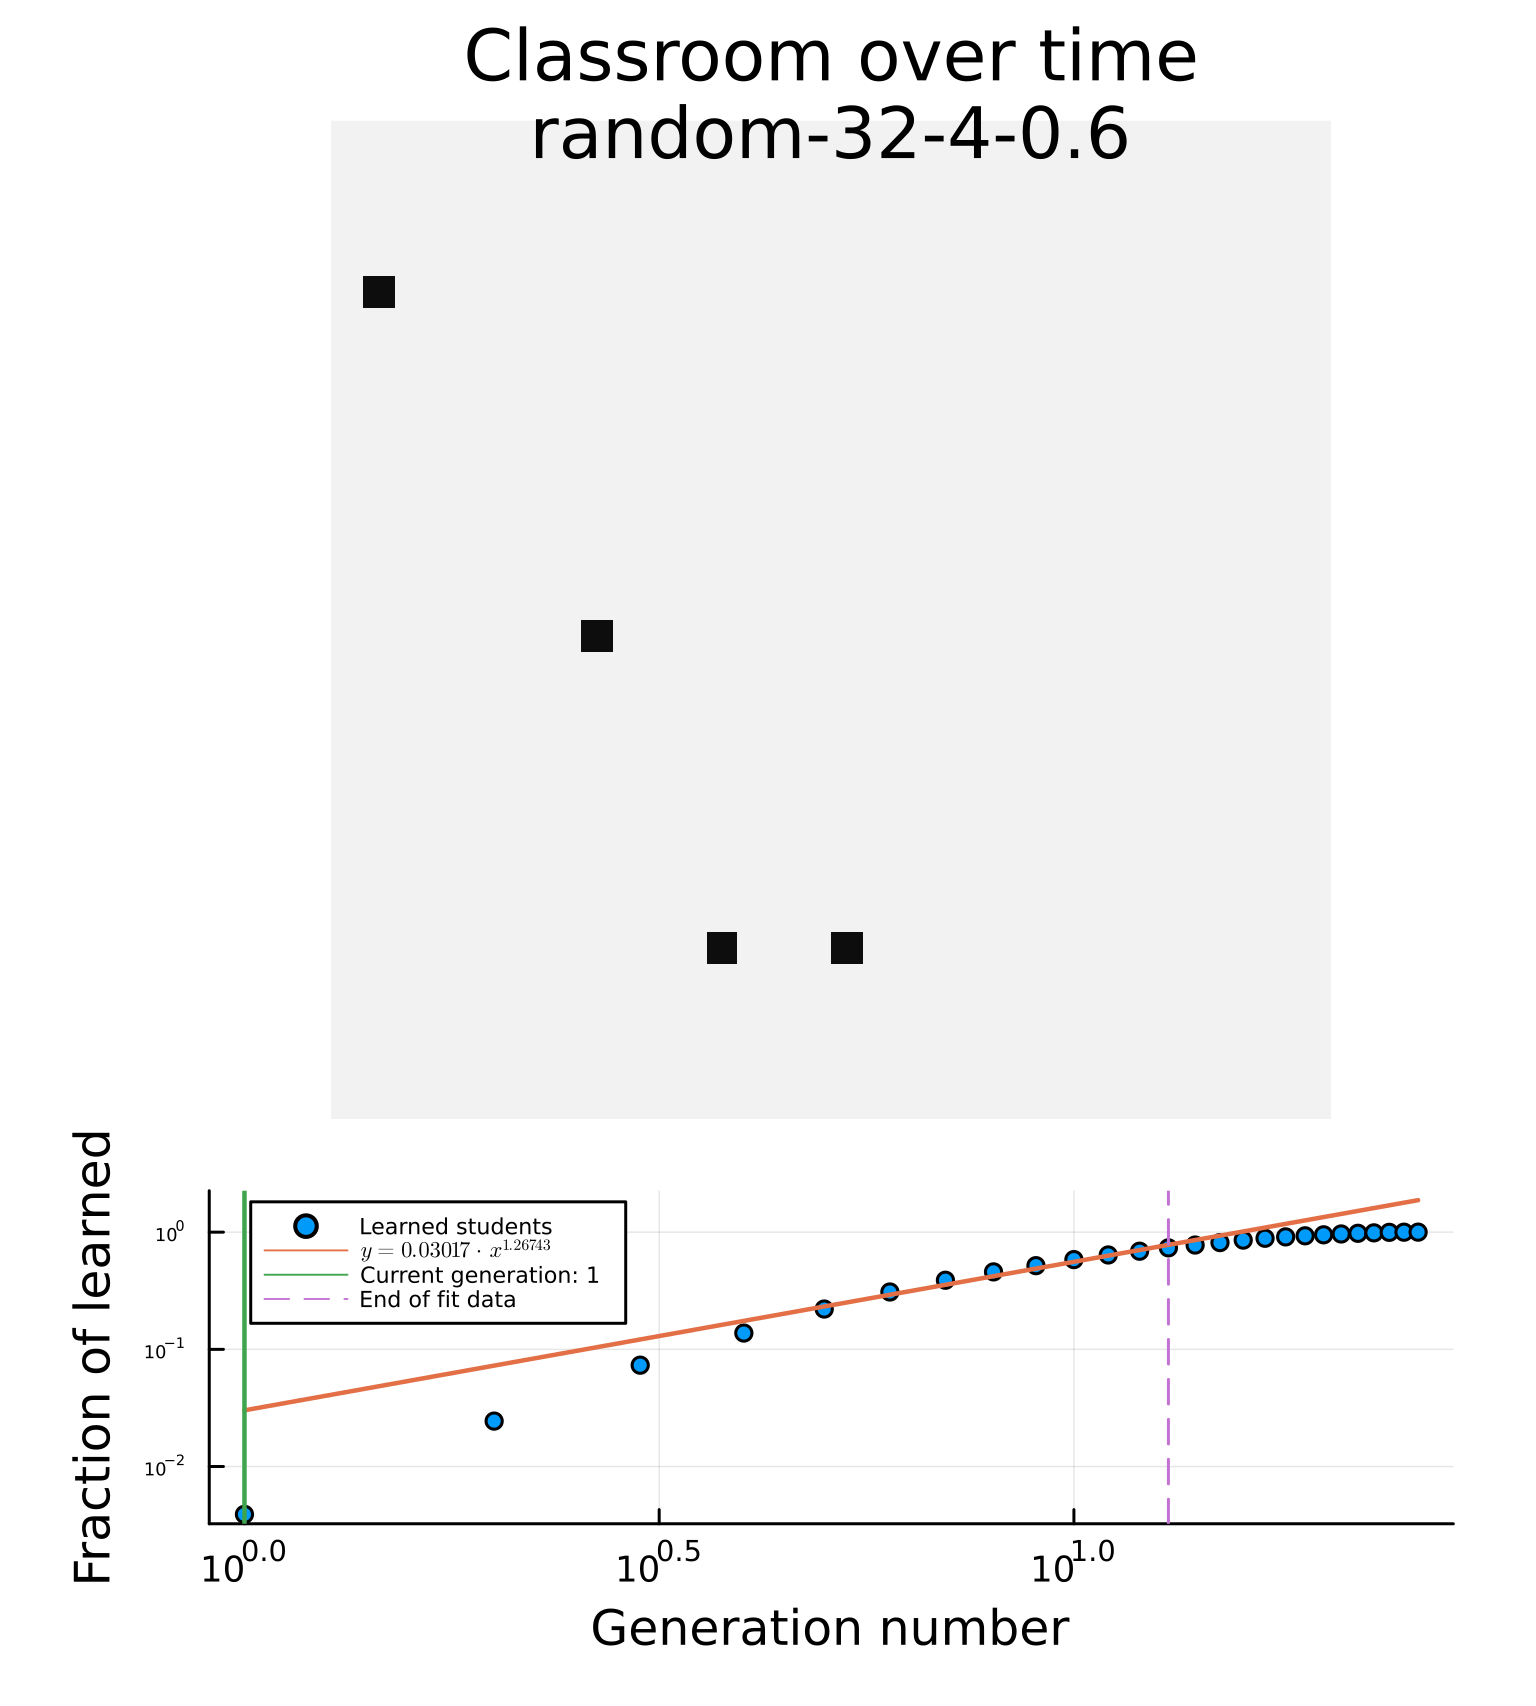 Classroom over time
random-32-4-0.6
Fraction of learned
10⁰
10⁻¹
10⁻²
Learned students
y = 0.03017 · x^1.26743
Current generation: 1
End of fit data
10^0.0
10^0.5
10^1.0
Generation number